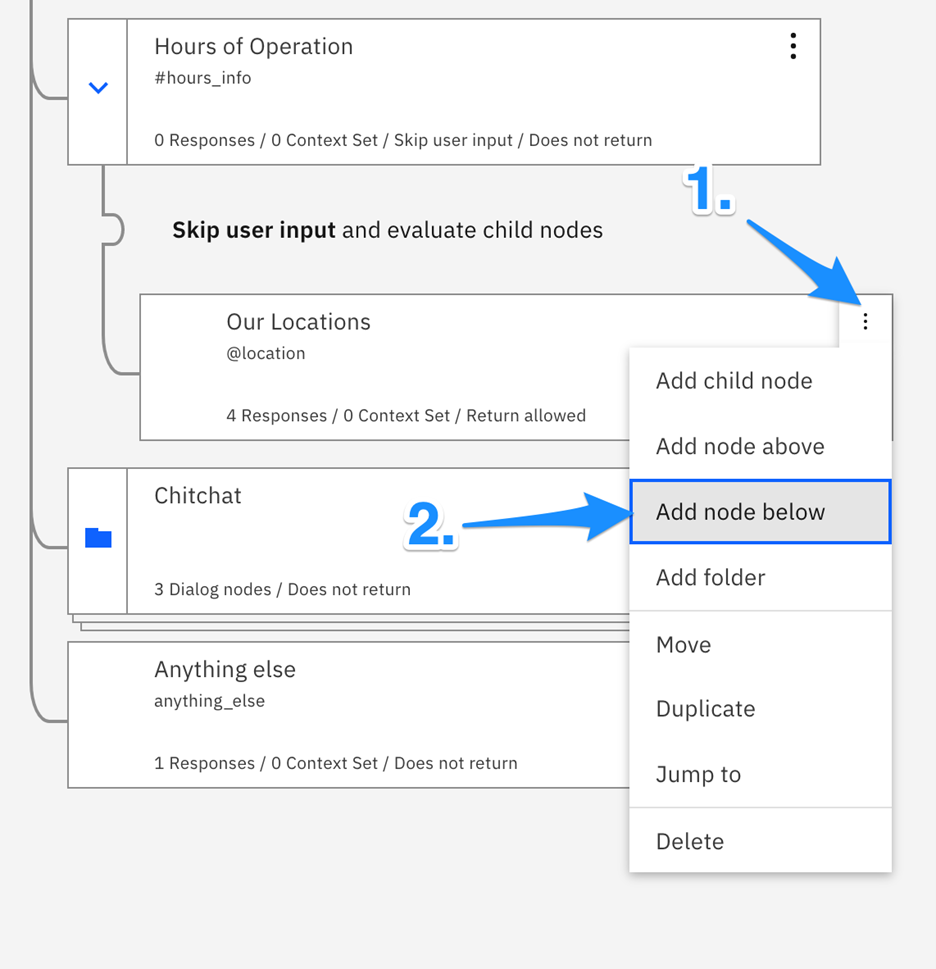 Hours of Operation
#hours_info
0 Responses / 0 Context Set / Skip user input / Does not return
1.
Skip user input and evaluate child nodes
Our Locations
@location
4 Responses / 0 Context Set / Return allowed
Add child node
Add node above
Add node below
Add folder
Move
Duplicate
Jump to
Delete
Chitchat
2.
3 Dialog nodes / Does not return
Anything else
anything_else
1 Responses / 0 Context Set / Does not return